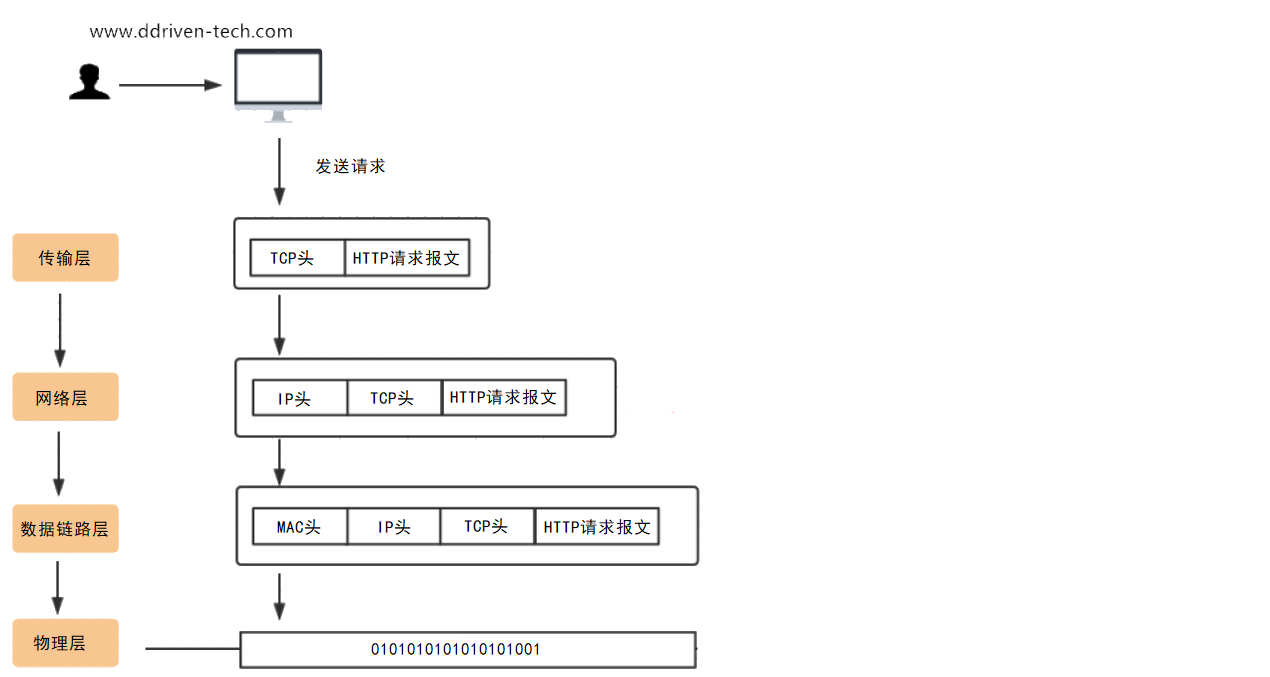 www.ddriven-tech.com
发送请求
传输层
TCP头
HTTP请求报文
网络层
IP头
TCP头
HTTP请求报文
数据链路层
MAC头
IP头
TCP头
HTTP请求报文
物理层
0101010101010101001